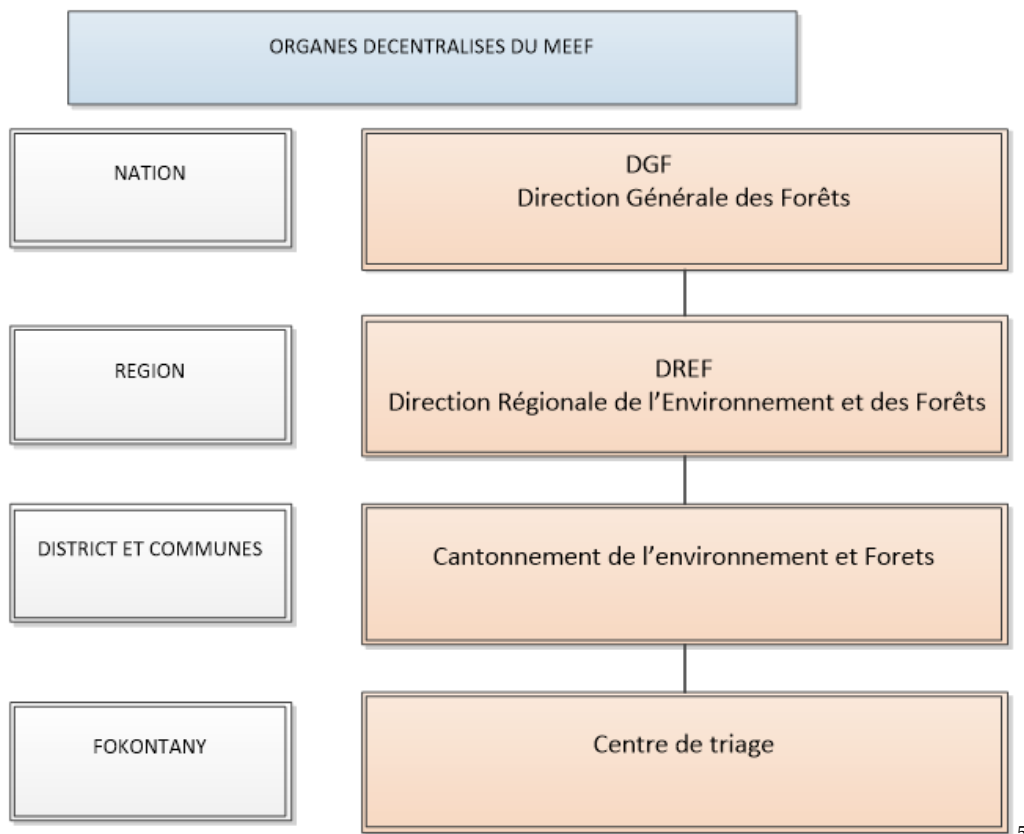 ORGANES DECENTRALISES DU MEEF
NATION
DGF
Direction Générale des Forêts
REGION
DREF
Direction Régionale de l'Environnement et des Forêts
DISTRICT ET COMMUNES
Cantonnement de l'environnement et Forets
FOKONTANY
Centre de triage
5